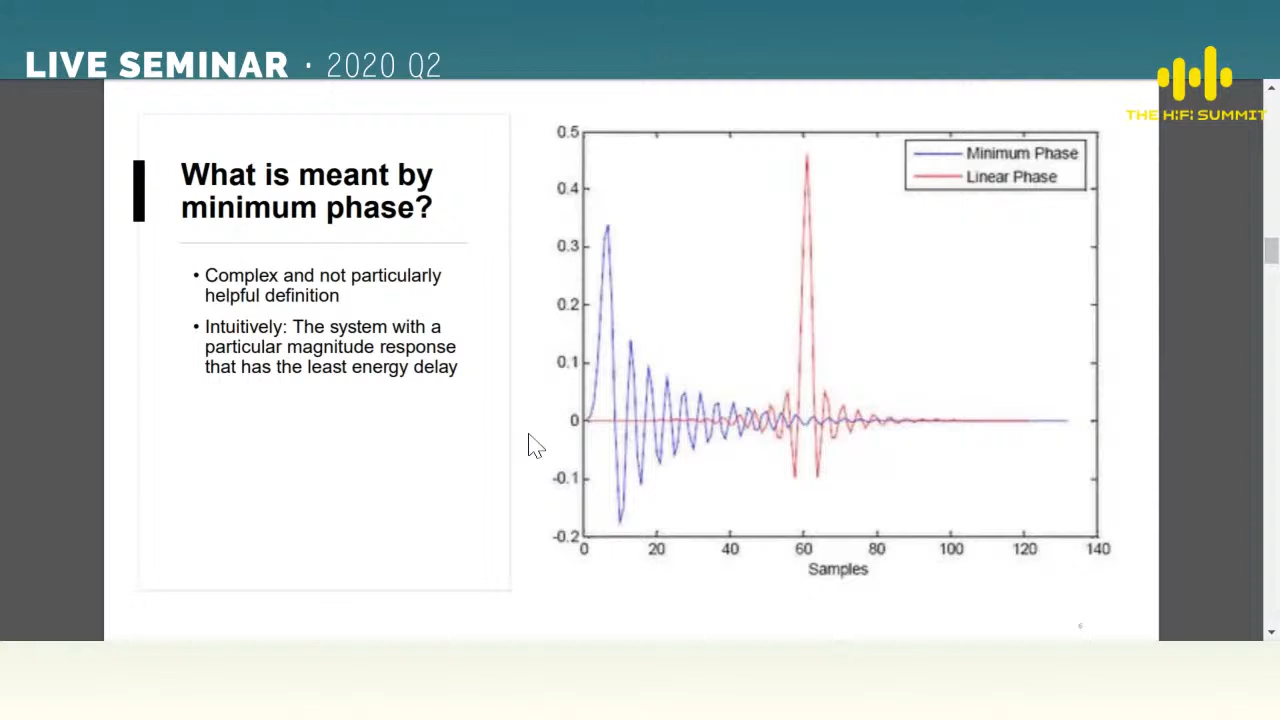 LIVE SEMINAR · 2020 Q2
THE HIFI SUMMIT
What is meant by
minimum phase?
• Complex and not particularly
helpful definition
• Intuitively: The system with a
particular magnitude response
that has the least energy delay
Minimum Phase
Linear Phase
0.5
0.4
0.3
0.2
0.1
0
-0.1
-0.2
0 20 40 60 80 100 120 140
Samples
6